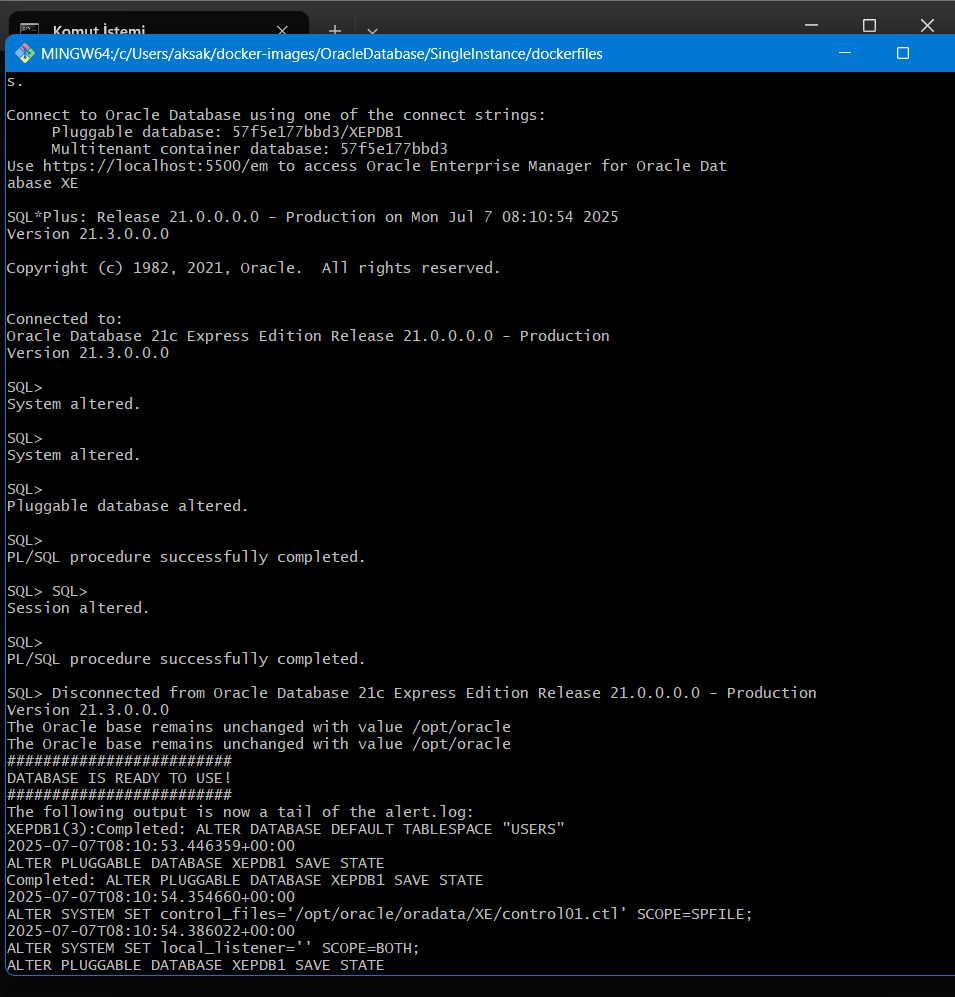 Komut İstemi
MINGW64:/c/Users/aksak/docker-images/OracleDatabase/SingleInstance/dockerfiles
s.
Connect to Oracle Database using one of the connect strings:
     Pluggable database: 57f5e177bbd3/XEPDB1
     Multitenant container database: 57f5e177bbd3
Use https://localhost:5500/em to access Oracle Enterprise Manager for Oracle Dat
abase XE
SQL*Plus: Release 21.0.0.0.0 - Production on Mon Jul 7 08:10:54 2025
Version 21.3.0.0.0
Copyright (c) 1982, 2021, Oracle.  All rights reserved.
Connected to:
Oracle Database 21c Express Edition Release 21.0.0.0.0 - Production
Version 21.3.0.0.0
SQL>
System altered.
SQL>
System altered.
SQL>
Pluggable database altered.
SQL>
PL/SQL procedure successfully completed.
SQL> SQL>
Session altered.
SQL>
PL/SQL procedure successfully completed.
SQL> Disconnected from Oracle Database 21c Express Edition Release 21.0.0.0.0 - Production
Version 21.3.0.0.0
The Oracle base remains unchanged with value /opt/oracle
The Oracle base remains unchanged with value /opt/oracle
#########################
DATABASE IS READY TO USE!
#########################
The following output is now a tail of the alert.log:
XEPDB1(3):Completed: ALTER DATABASE DEFAULT TABLESPACE "USERS"
2025-07-07T08:10:53.446359+00:00
ALTER PLUGGABLE DATABASE XEPDB1 SAVE STATE
Completed: ALTER PLUGGABLE DATABASE XEPDB1 SAVE STATE
2025-07-07T08:10:54.354660+00:00
ALTER SYSTEM SET control_files='/opt/oracle/oradata/XE/control01.ctl' SCOPE=SPFILE;
2025-07-07T08:10:54.386022+00:00
ALTER SYSTEM SET local_listener='' SCOPE=BOTH;
ALTER PLUGGABLE DATABASE XEPDB1 SAVE STATE